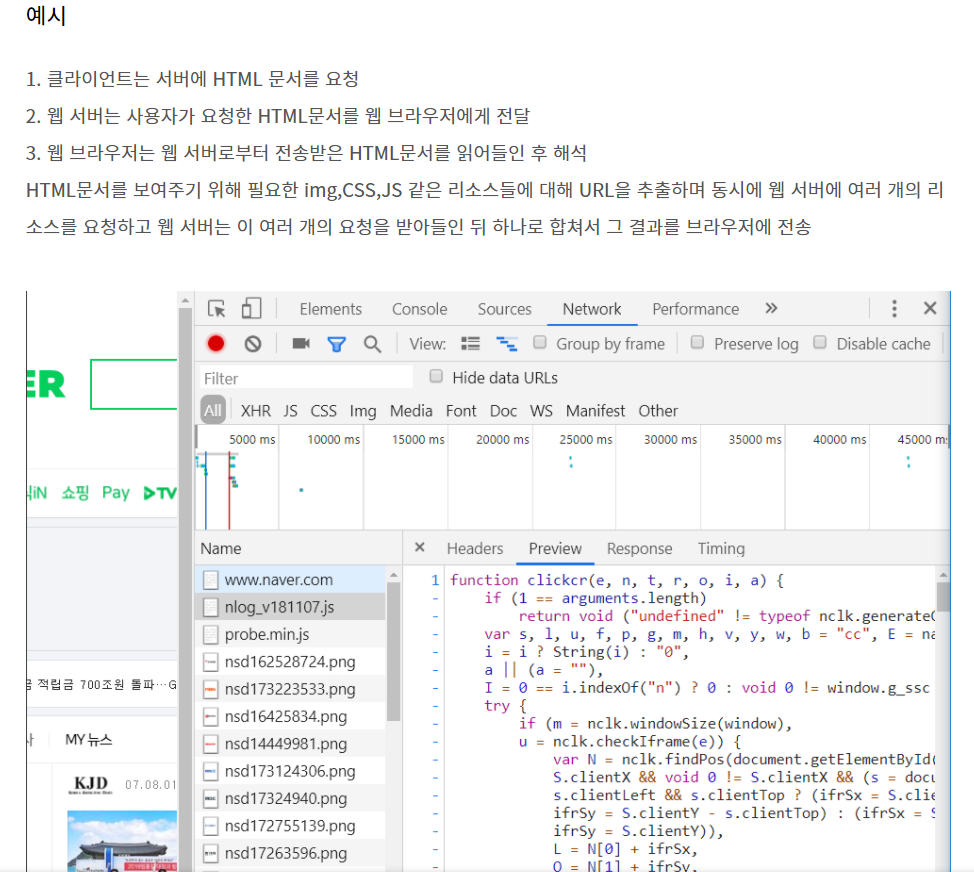 예시
1. 클라이언트는 서버에 HTML 문서를 요청
2. 웹 서버는 사용자가 요청한 HTML문서를 웹 브라우저에게 전달
3. 웹 브라우저는 웹 서버로부터 전송받은 HTML문서를 읽어들인 후 해석
HTML문서를 보여주기 위해 필요한 img,CSS,JS 같은 리소스들에 대해 URL을 추출하며 동시에 웹 서버에 여러 개의 리
소스를 요청하고 웹 서버는 이 여러 개의 요청을 받아들인 뒤 하나로 합쳐서 그 결과를 브라우저에 전송
Elements Console Sources Network Performance »
View: Group by frame Preserve log Disable cache
Filter Hide data URLs
All XHR JS CSS Img Media Font Doc WS Manifest Other
5000 ms 10000 ms 15000 ms 20000 ms 25000 ms 30000 ms 35000 ms 40000 ms 45000 m
ER
iN 쇼핑 Pay TV
적립금 700조원 돌파…G
MY뉴스
KJD 07.08.01
Name
www.naver.com
nlog_v181107.js
probe.min.js
nsd162528724.png
nsd173223533.png
nsd16425834.png
nsd14449981.png
nsd173124306.png
nsd17324940.png
nsd172755139.png
nsd17263596.png
× Headers Preview Response Timing
1 function clickcr(e, n, t, r, o, i, a) {
- if (1 == arguments.length)
- return void ("undefined" != typeof nclk.generate
- var s, l, u, f, p, g, m, h, v, y, w, b = "cc", E = na
- i = i ? String(i) : "0",
- a || (a = ""),
- I = 0 == i.indexOf("n") ? 0 : void 0 != window.g_ssc
- try {
- if (m = nclk.windowSize(window),
- u = nclk.checkIframe(e)) {
- var N = nclk.findPos(document.getElementById(
- S.clientX && void 0 != S.clientX && (s = docu
- s.clientLeft && s.clientTop ? (ifrSx = S.clie
- ifrSy = S.clientY - s.clientTop) : (ifrSx = S
- ifrSy = S.clientY)),
- L = N[0] + ifrSx,
- O = N[1] + ifrSy,